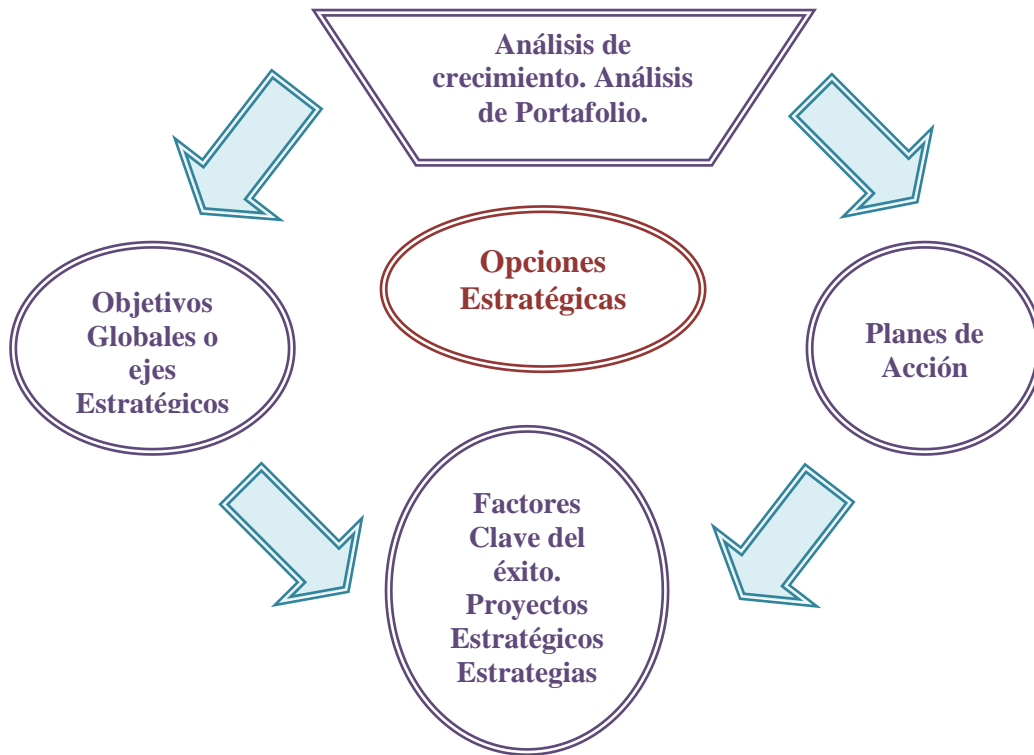 Análisis de
crecimiento. Análisis
de Portafolio.
Opciones
Estratégicas
Objetivos
Globales o
ejes
Estratégicos
Planes de
Acción
Factores
Clave del
éxito.
Proyectos
Estratégicos
Estrategias